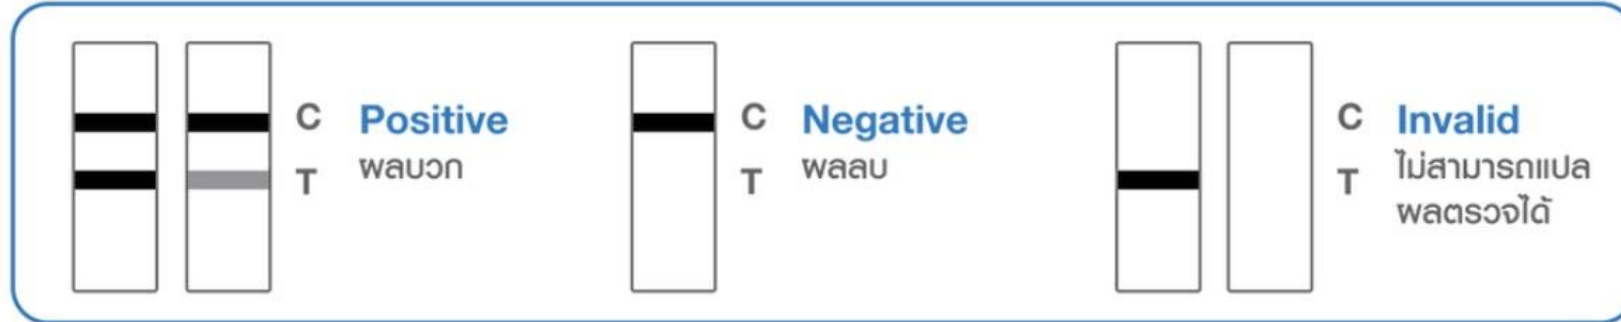 C Positive
T ผลบวก
C Negative
T ผลลบ
C Invalid
T ไม่สามารถแปล
ผลตรวจได้